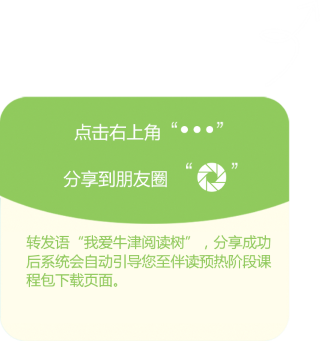 点击右上角“•••”
分享到朋友圈“ ”
转发语“我爱牛津阅读树”，分享成功
后系统会自动引导您至伴读预热阶段课
程包下载页面。